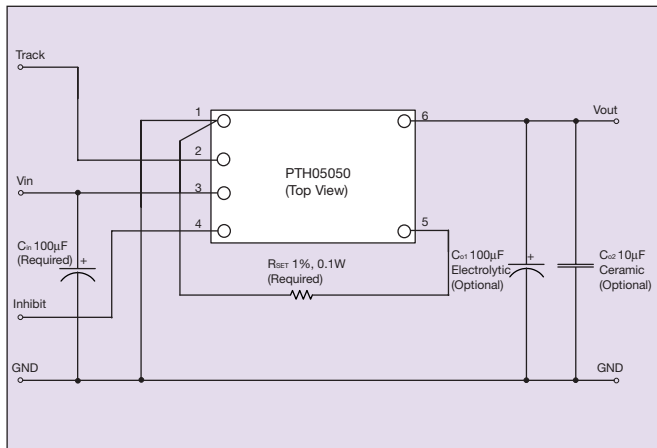 Track
1
6
Vout
2
PTH05050
(Top View)
Vin
3
Cin 100μF
(Required)
+
4
5
RSET 1%, 0.1W
(Required)
Co1 100μF
Electrolytic
(Optional)
+
Co2 10μF
Ceramic
(Optional)
Inhibit
GND
GND